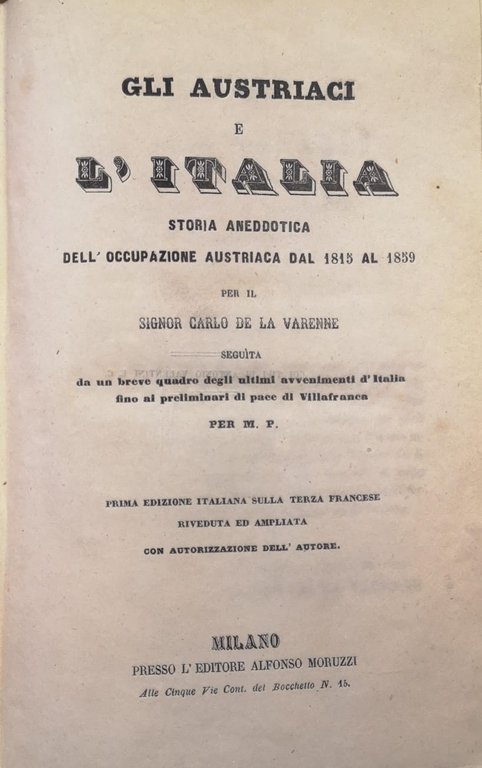 GLI AUSTRIACI
E
L' ITALIA
STORIA ANEDDOTICA
DELL' OCCUPAZIONE AUSTRIACA DAL 1815 AL 1859
PER IL
SIGNOR CARLO DE LA VARENNE
SEGUÌTA
da un breve quadro degli ultimi avvenimenti d'Italia
fino ai preliminari di pace di Villafranca
PER M. P.
PRIMA EDIZIONE ITALIANA SULLA TERZA FRANCESE
RIVEDUTA ED AMPLIATA
CON AUTORIZZAZIONE DELL' AUTORE.
MILANO
PRESSO L' EDITORE ALFONSO MORUZZI
Alle Cinque Vie Cont. del Bocchetto N. 15.